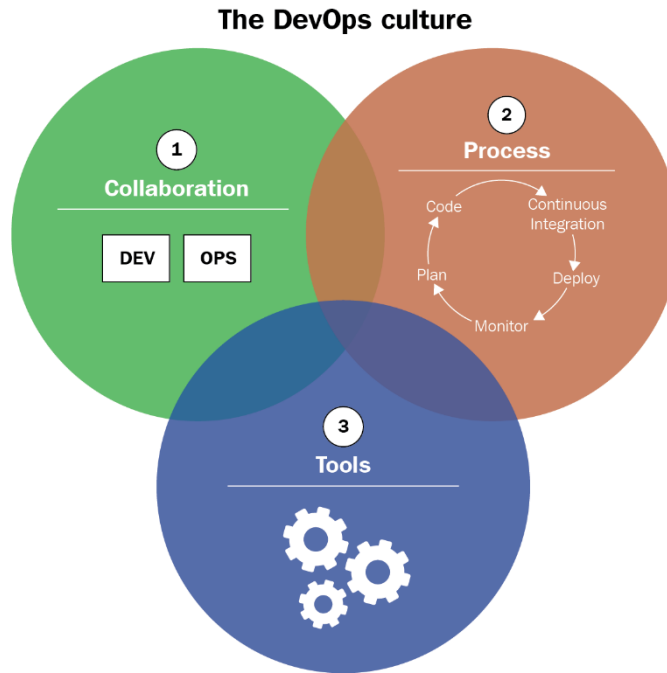 The DevOps culture
1
Collaboration
DEV
OPS
2
Process
Code
Continuous
Integration
Plan
Deploy
Monitor
3
Tools